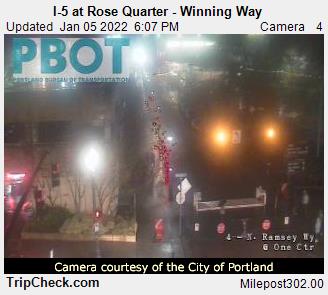 I-5 at Rose Quarter - Winning Way
Updated Jan 05 2022 6:07 PM Camera 4
PBOT
PORTLAND BUREAU OF TRANSPORTATION
4 - N. Ramsey Wy
@ One Ctr
Camera courtesy of the City of Portland
TripCheck.com Milepost302.00